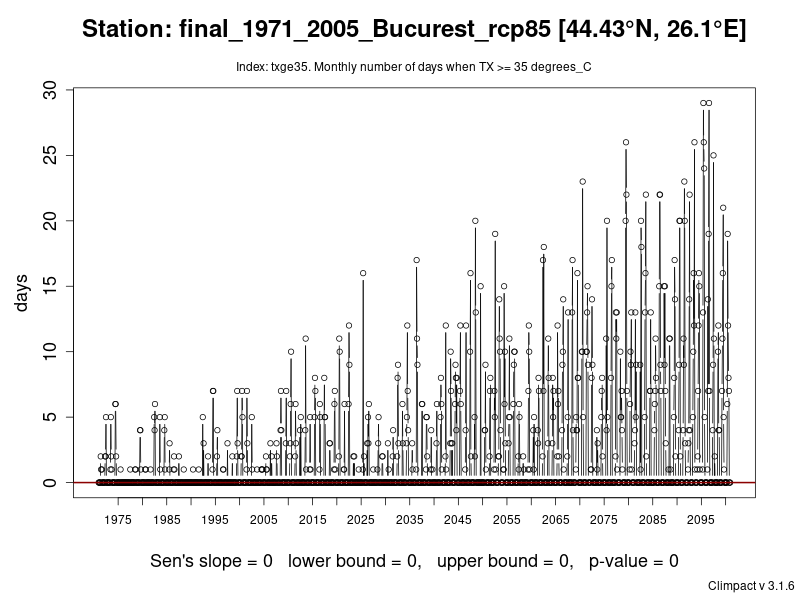 Station: final_1971_2005_Bucurest_rcp85 [44.43°N, 26.1°E]
Index: txge35. Monthly number of days when TX >= 35 degrees_C
days
30
25
20
15
10
5
0
1975 1985 1995 2005 2015 2025 2035 2045 2055 2065 2075 2085 2095
Sen's slope = 0 lower bound = 0, upper bound = 0, p-value = 0
Climpact v 3.1.6